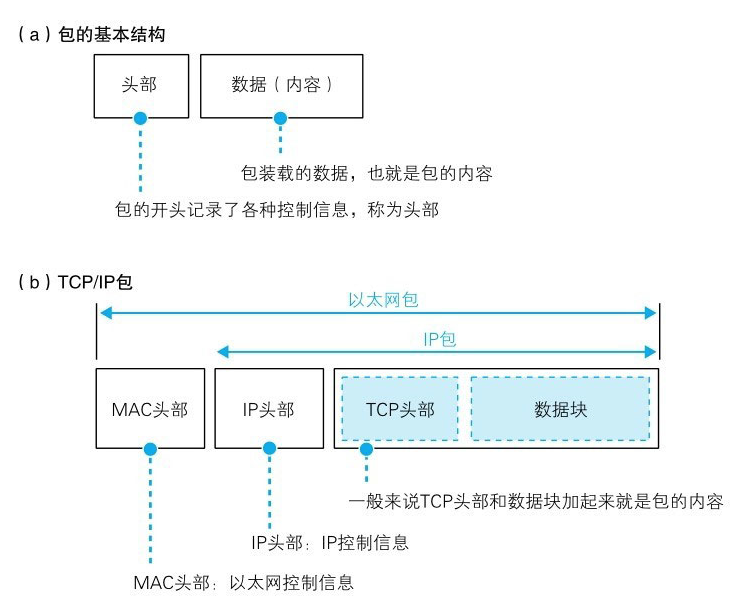 （a）包的基本结构
头部
数据（内容）
包装载的数据，也就是包的内容
包的开头记录了各种控制信息，称为头部
（b）TCP/IP包
以太网包
IP包
MAC头部
IP头部
TCP头部
数据块
一般来说TCP头部和数据块加起来就是包的内容
IP头部：IP控制信息
MAC头部：以太网控制信息